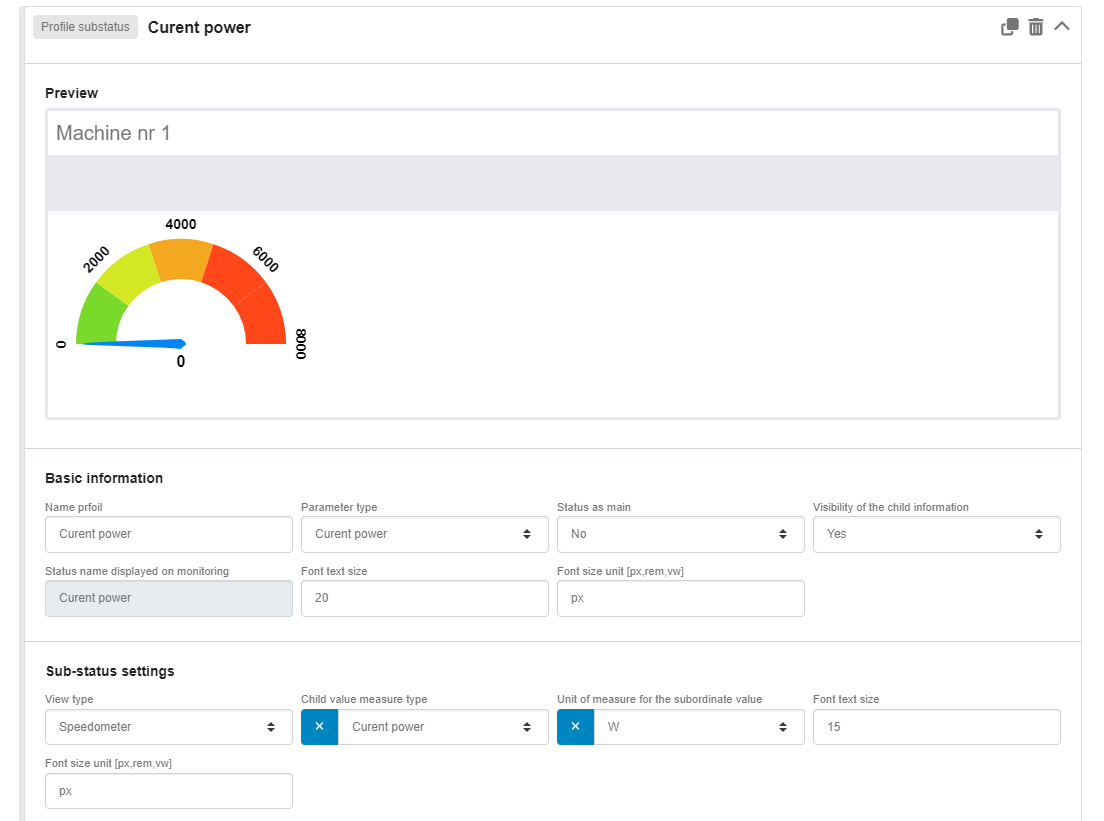 Profile substatus Curent power
Preview
Machine nr 1
4000
2000 6000
0 8000
0
Basic information
Name prfoil Parameter type Status as main Visibility of the child information
Curent power Curent power No Yes
Status name displayed on monitoring Font text size Font size unit [px,rem,vw]
Curent power 20 px
Sub-status settings
View type Child value measure type Unit of measure for the subordinate value Font text size
Speedometer × Curent power × W 15
Font size unit [px,rem,vw]
px